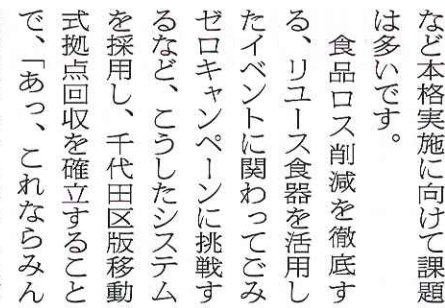 など本格実施に向けて課題
は多いです。
　食品ロス削減を徹底す
る、リユース食器を活用し
たイベントに関わってごみ
ゼロキャンペーンに挑戦す
るなど、こうしたシステム
を採用し、千代田区版移動
式拠点回収を確立すること
で、「あっ、これならみん